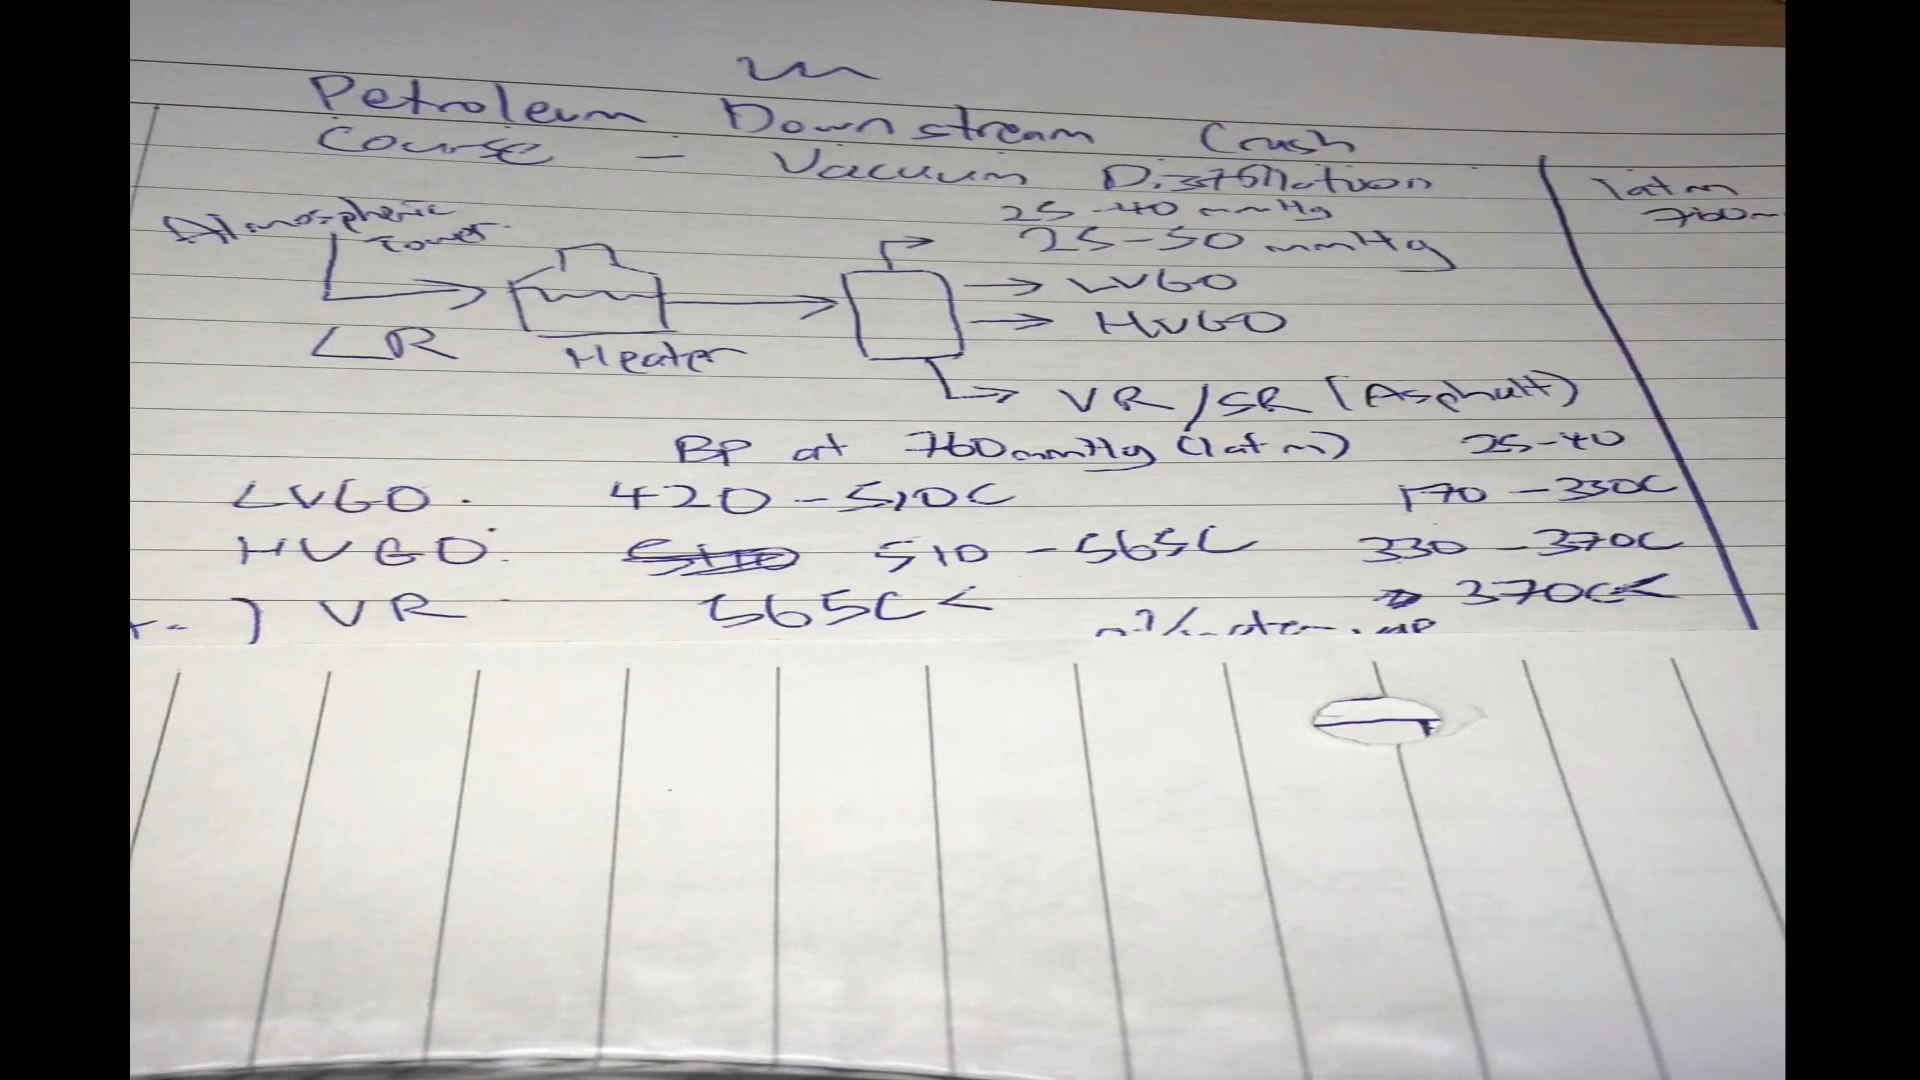 Petroleum Downstream Crash
Course - Vacuum Distillation
1atm
760m
Atmospheric
Tower.
25-40 mmHg
25-50 mmHg
LVGO
HVGO
LR
Heater
VR/SR (Asphalt)
BP at 760mmHg (1atm) 25-40
LVGO. 420-510C 170-330C
HVGO. 510-565C 330-370C
) VR 565C< 370C<